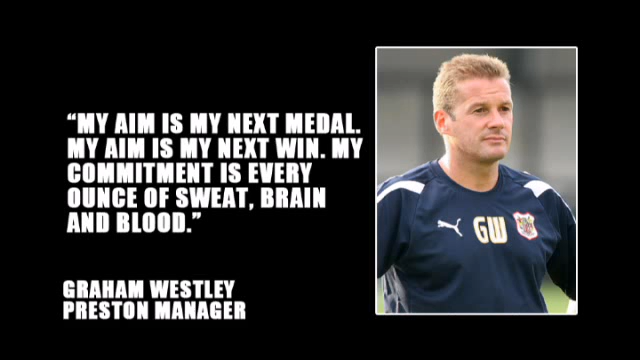 “MY AIM IS MY NEXT MEDAL.
MY AIM IS MY NEXT WIN. MY
COMMITMENT IS EVERY
OUNCE OF SWEAT, BRAIN
AND BLOOD.”
GRAHAM WESTLEY
PRESTON MANAGER
GW